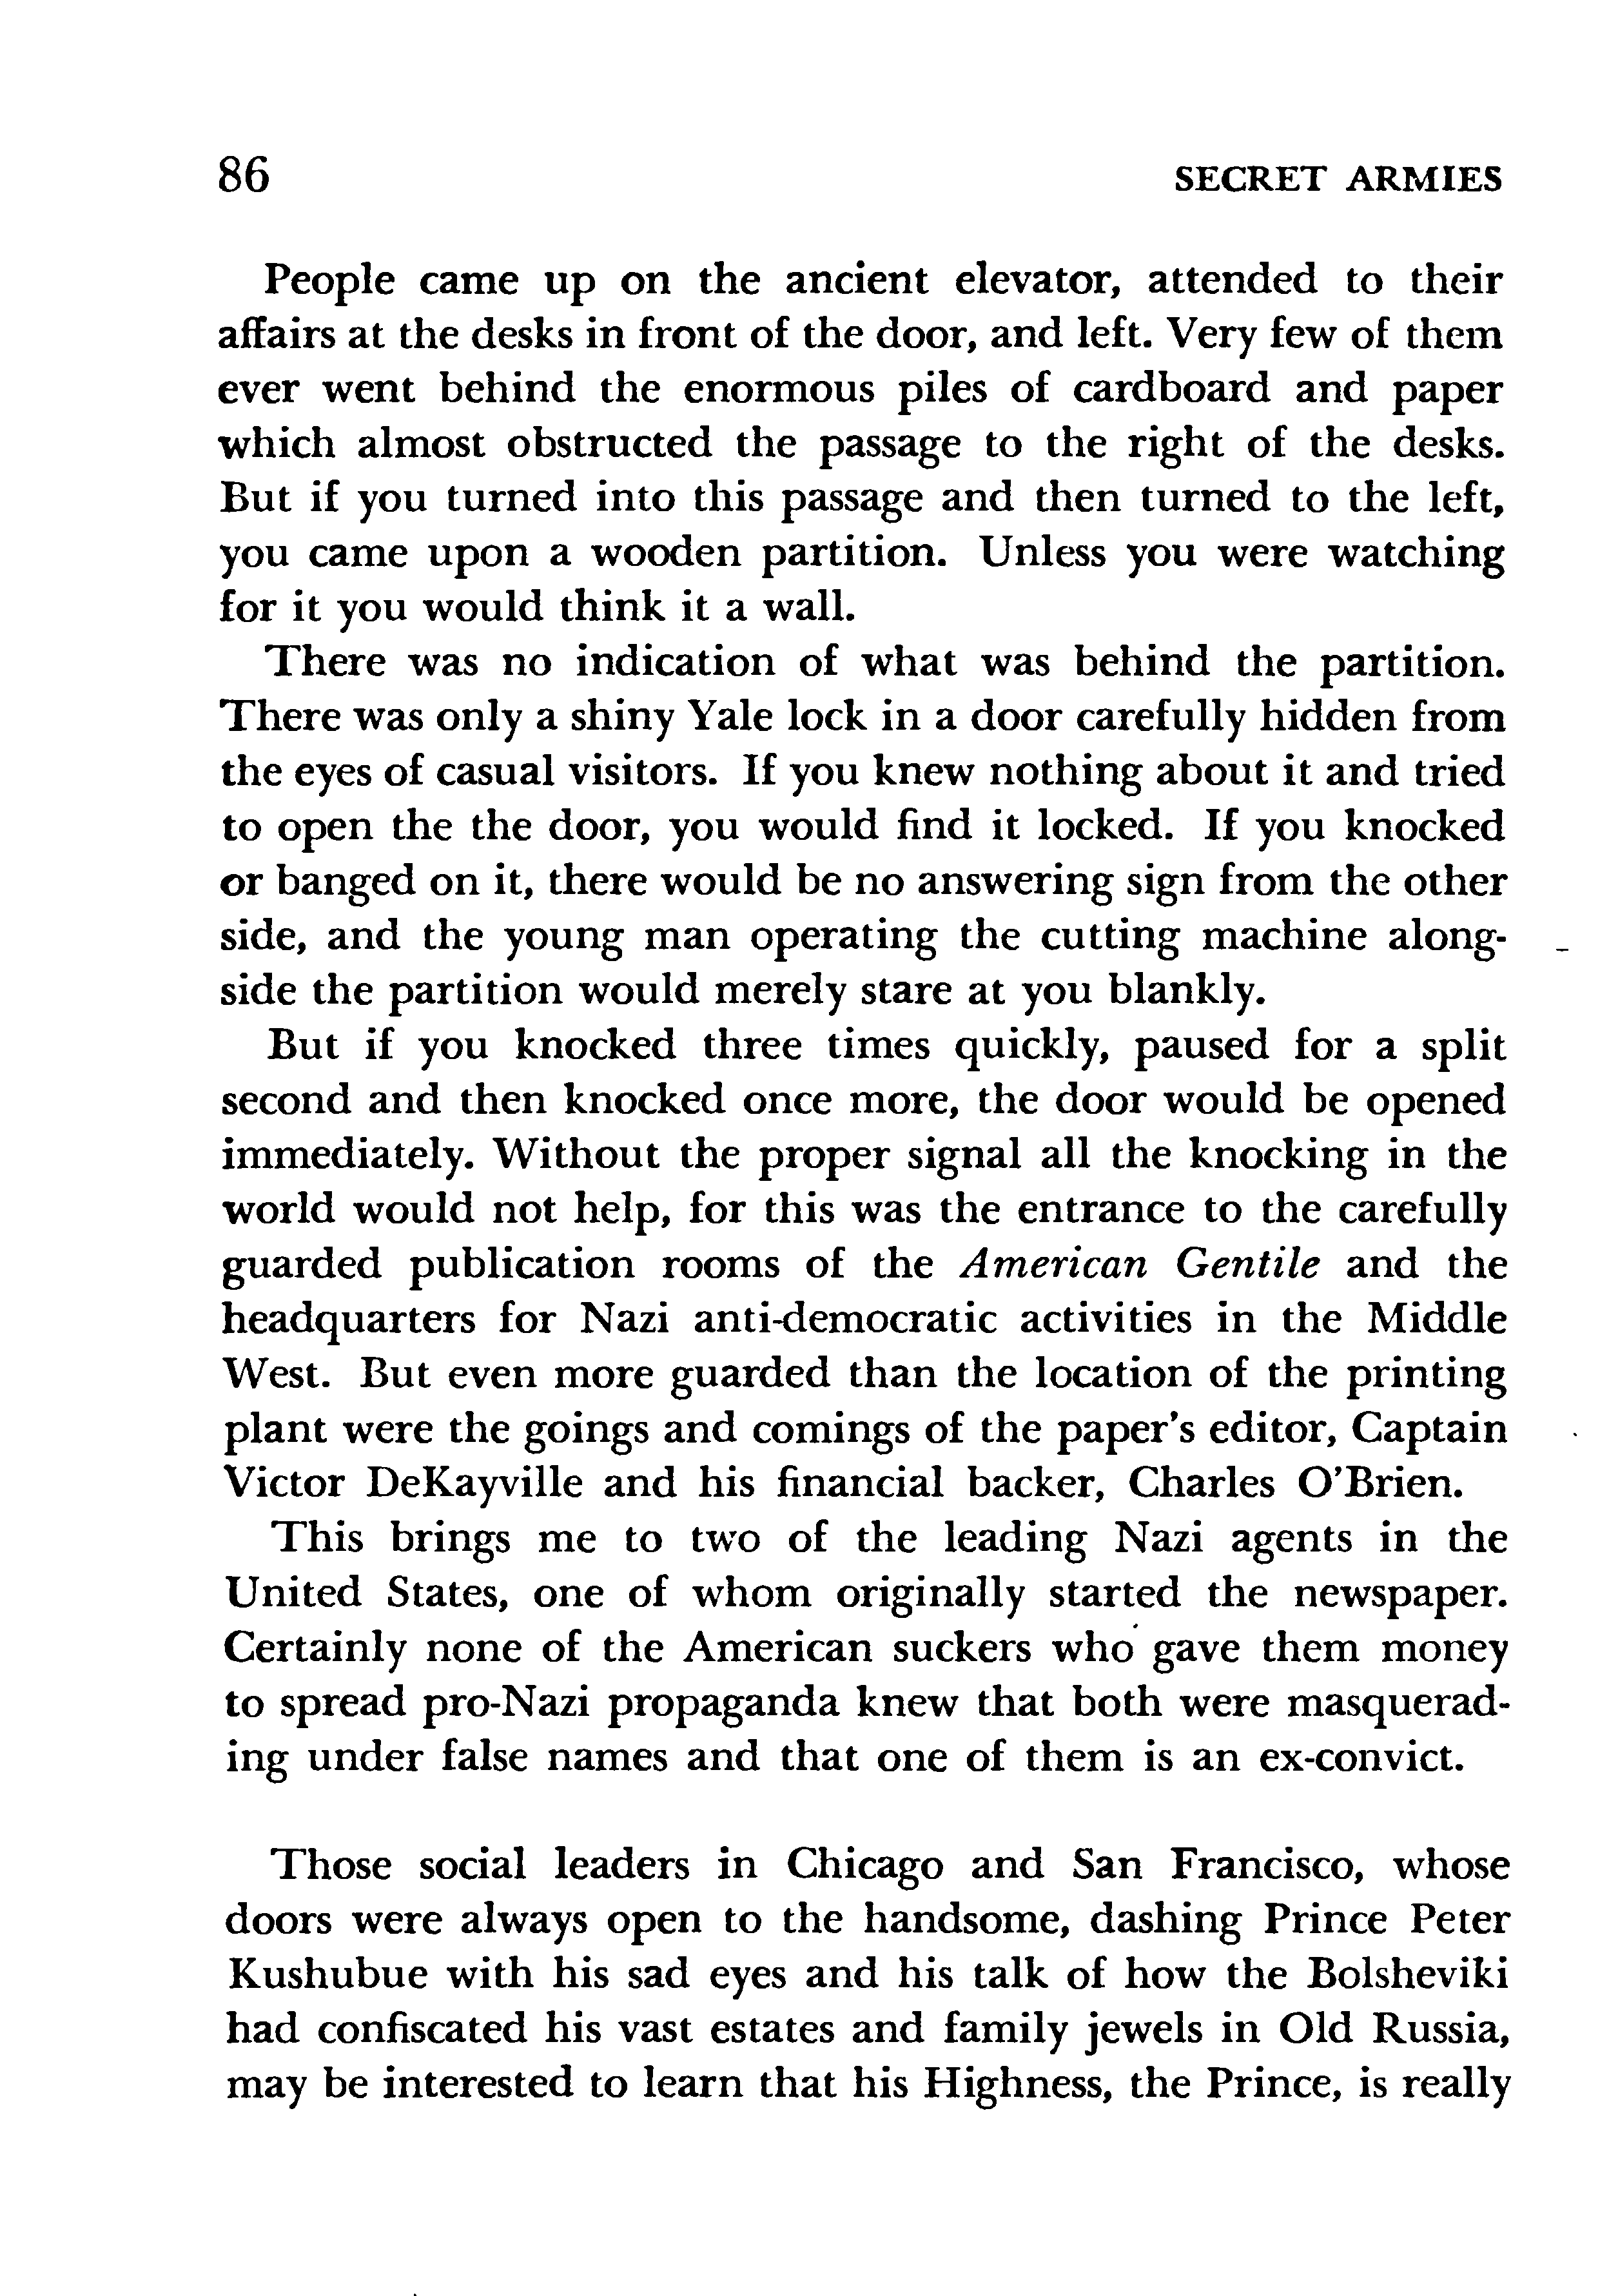 86 SECRET ARMIES
People came up on the ancient elevator, attended to their
affairs at the desks in front of the door, and left. Very few of them
ever went behind the enormous piles of cardboard and paper
which almost obstructed the passage to the right of the desks.
But if you turned into this passage and then turned to the left,
you came upon a wooden partition. Unless you were watching
for it you would think it a wall.
There was no indication of what was behind the partition.
There was only a shiny Yale lock in a door carefully hidden from
the eyes of casual visitors. If you knew nothing about it and tried
to open the the door, you would find it locked. If you knocked
or banged on it, there would be no answering sign from the other
side, and the young man operating the cutting machine along-
side the partition would merely stare at you blankly.
But if you knocked three times quickly, paused for a split
second and then knocked once more, the door would be opened
immediately. Without the proper signal all the knocking in the
world would not help, for this was the entrance to the carefully
guarded publication rooms of the American Gentile and the
headquarters for Nazi anti-democratic activities in the Middle
West. But even more guarded than the location of the printing
plant were the goings and comings of the paper's editor, Captain
Victor DeKayville and his financial backer, Charles O'Brien.
This brings me to two of the leading Nazi agents in the
United States, one of whom originally started the newspaper.
Certainly none of the American suckers who gave them money
to spread pro-Nazi propaganda knew that both were masquerad-
ing under false names and that one of them is an ex-convict.
Those social leaders in Chicago and San Francisco, whose
doors were always open to the handsome, dashing Prince Peter
Kushubue with his sad eyes and his talk of how the Bolsheviki
had confiscated his vast estates and family jewels in Old Russia,
may be interested to learn that his Highness, the Prince, is really